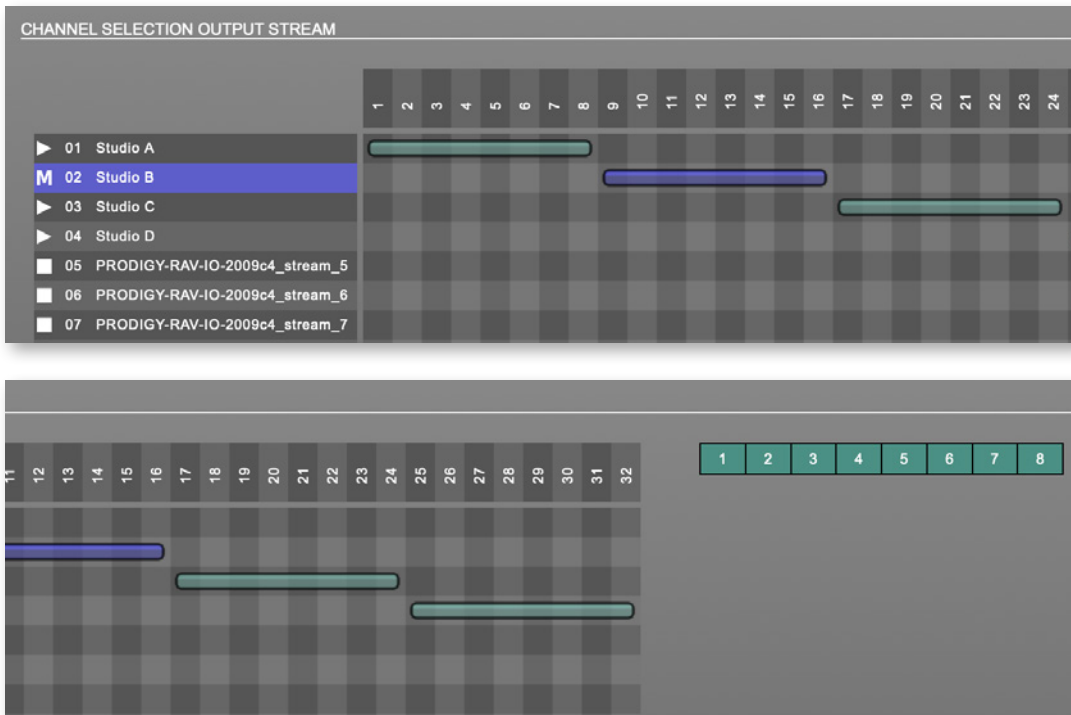 CHANNEL SELECTION OUTPUT STREAM
1 2 3 4 5 6 7 8 9 10 11 12 13 14 15 16 17 18 19 20 21 22 23 24
01 Studio A
M 02 Studio B
03 Studio C
04 Studio D
05 PRODIGY-RAV-IO-2009c4_stream_5
06 PRODIGY-RAV-IO-2009c4_stream_6
07 PRODIGY-RAV-IO-2009c4_stream_7
11 12 13 14 15 16 17 18 19 20 21 22 23 24 25 26 27 28 29 30 31 32
1 2 3 4 5 6 7 8